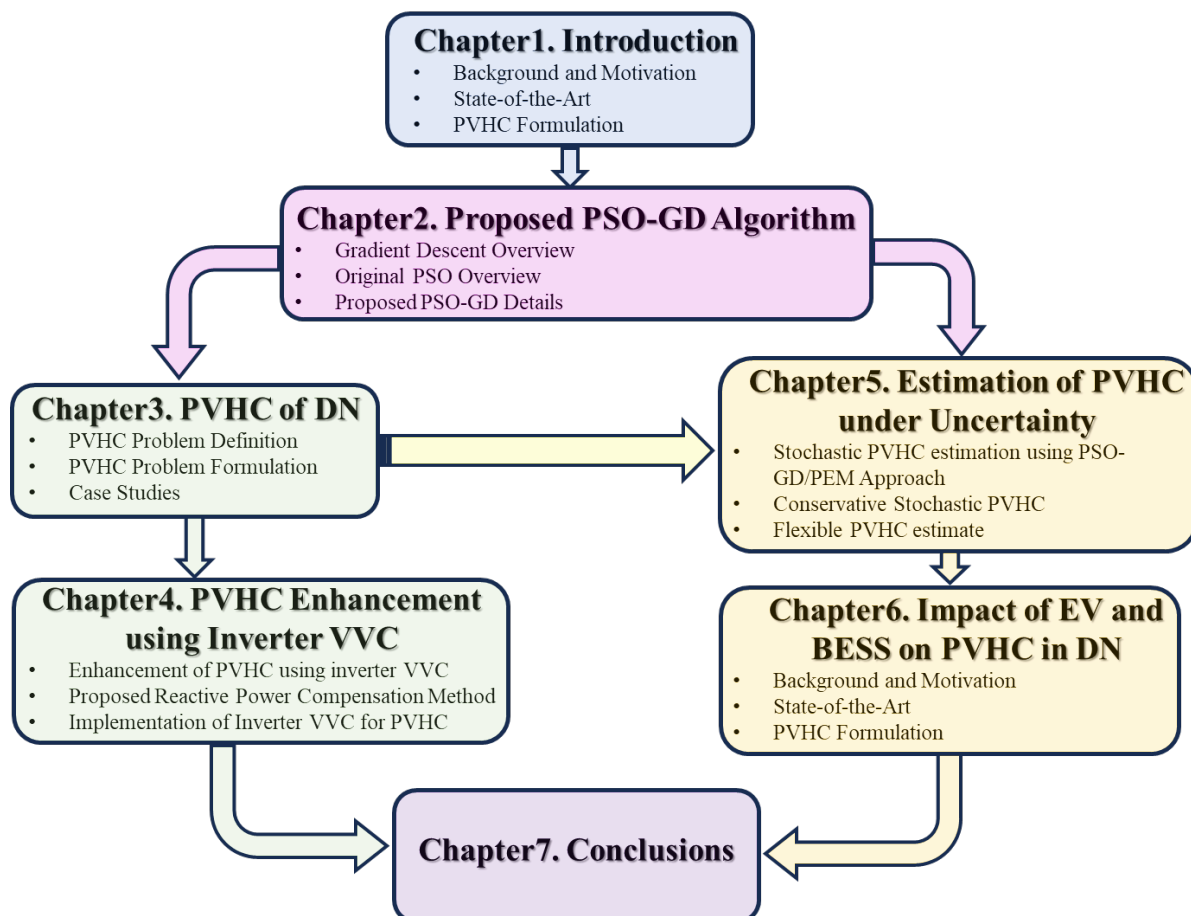 Chapter1. Introduction
• Background and Motivation
• State-of-the-Art
• PVHC Formulation
Chapter2. Proposed PSO-GD Algorithm
• Gradient Descent Overview
• Original PSO Overview
• Proposed PSO-GD Details
Chapter3. PVHC of DN
• PVHC Problem Definition
• PVHC Problem Formulation
• Case Studies
Chapter5. Estimation of PVHC
under Uncertainty
• Stochastic PVHC estimation using PSO-
GD/PEM Approach
• Conservative Stochastic PVHC
• Flexible PVHC estimate
Chapter4. PVHC Enhancement
using Inverter VVC
• Enhancement of PVHC using inverter VVC
• Proposed Reactive Power Compensation Method
• Implementation of Inverter VVC for PVHC
Chapter6. Impact of EV and
BESS on PVHC in DN
• Background and Motivation
• State-of-the-Art
• PVHC Formulation
Chapter7. Conclusions